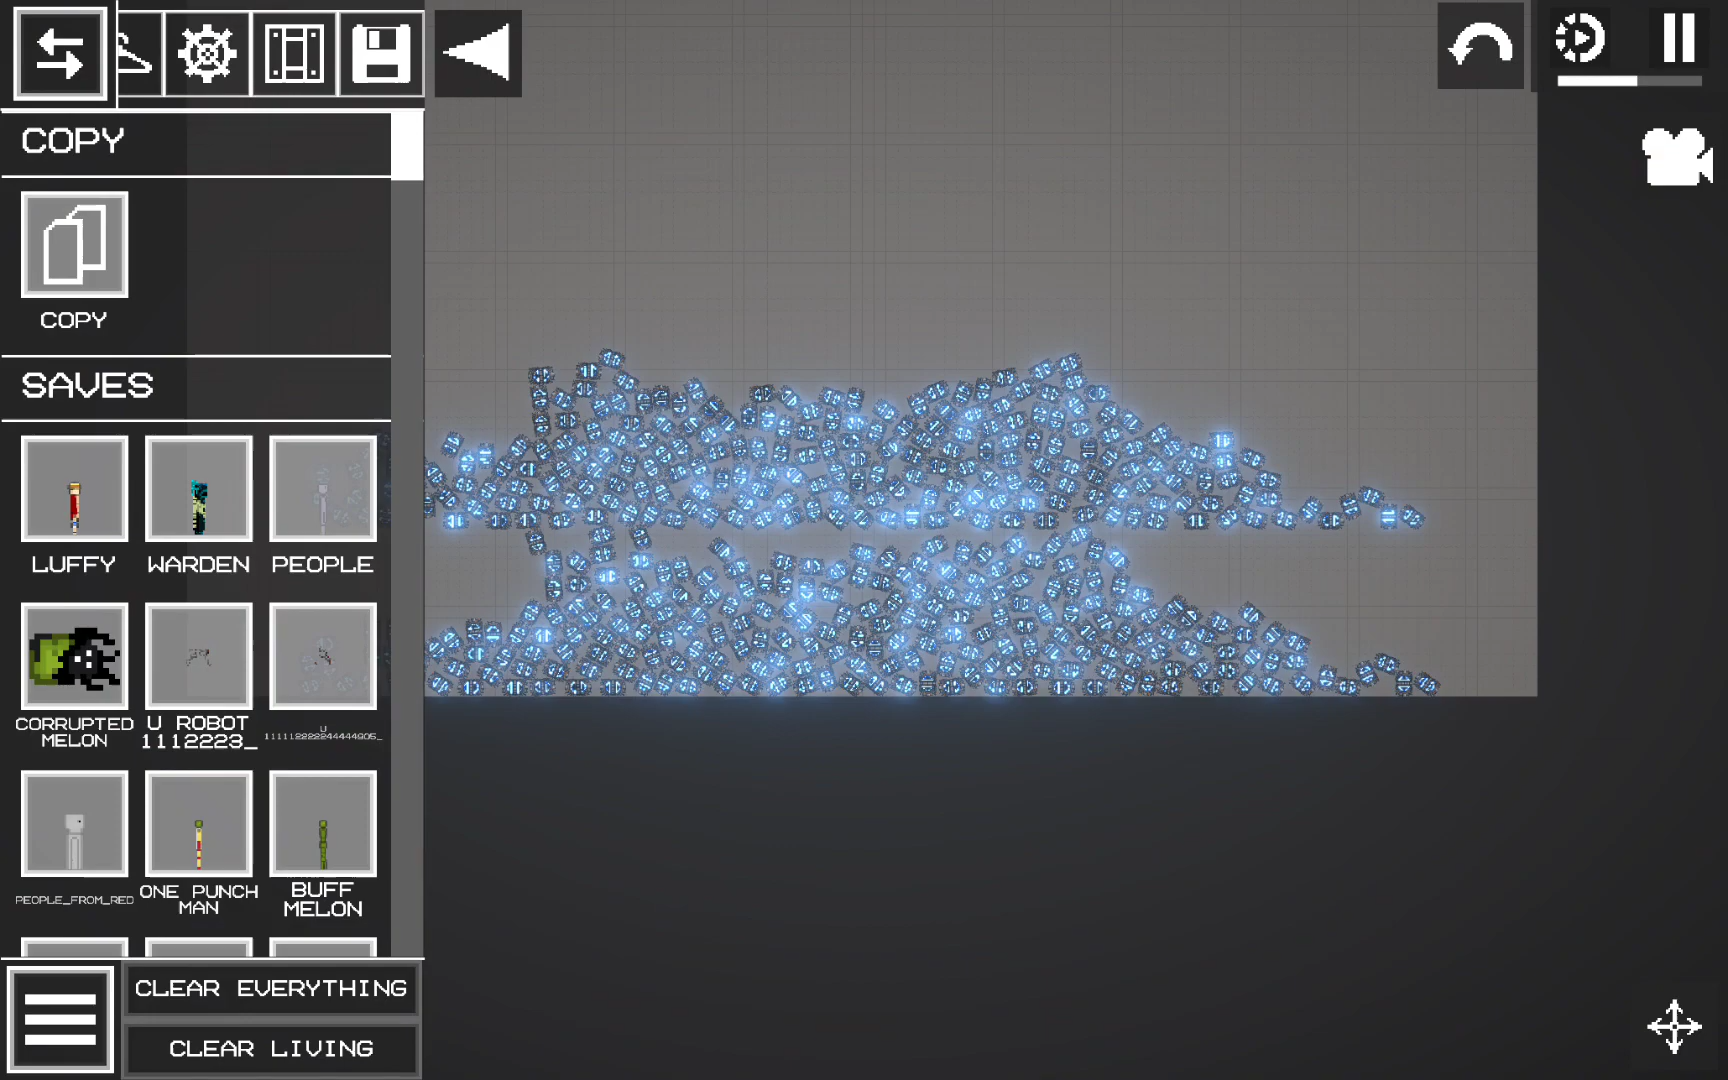 COPY
COPY
SAVES
LUFFY
WARDEN
PEOPLE
CORRUPTED
MELON
U ROBOT
1112223_
U
PEOPLE_FROM_RED
ONE PUNCH
MAN
BUFF
MELON
CLEAR EVERYTHING
CLEAR LIVING